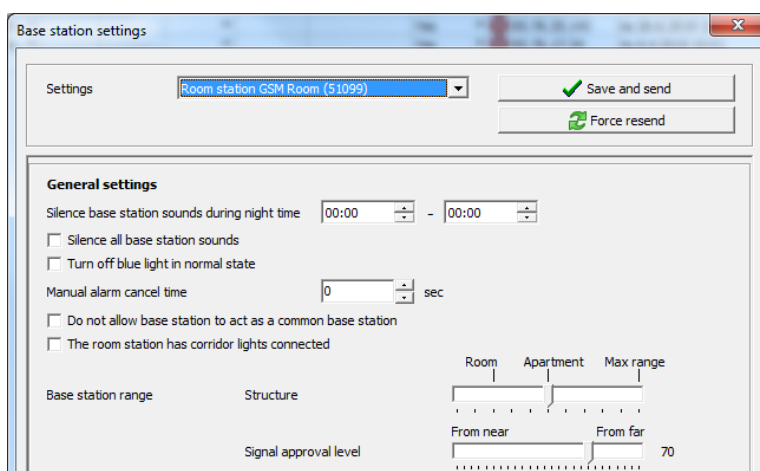 Base station settings
Settings
Room station GSM Room (51099)
Save and send
Force resend
General settings
Silence base station sounds during night time 00:00 - 00:00
Silence all base station sounds
Turn off blue light in normal state
Manual alarm cancel time 0 sec
Do not allow base station to act as a common base station
The room station has corridor lights connected
Room Apartment Max range
Base station range Structure
From near From far
Signal approval level 70